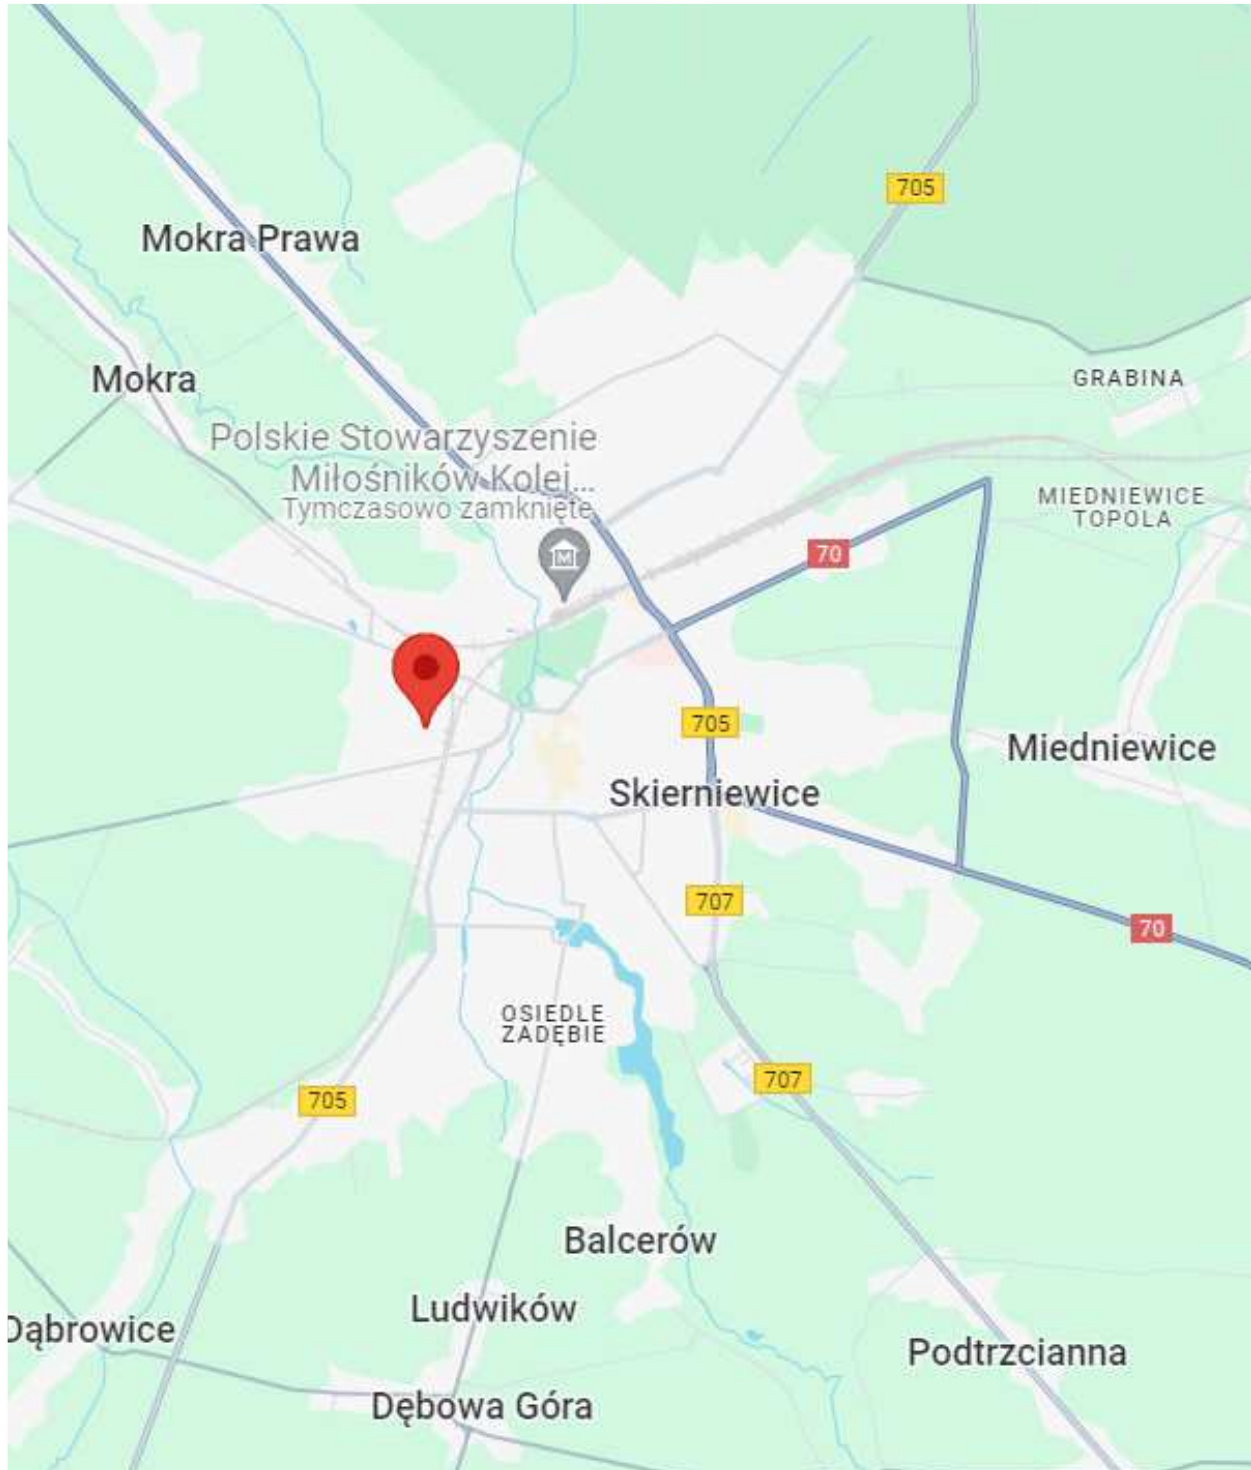 705
Mokra Prawa
Mokra
GRABINA
Polskie Stowarzyszenie
Miłośników Kolej...
Tymczasowo zamknięte
MIEDNIEWICE
TOPOLA
70
M
705
Miedniewice
Skierniewice
707
70
OSIEDLE
ZADĘBIE
707
705
Balcerów
Ludwików
Dąbrowice
Podtrzcianna
Dębowa Góra